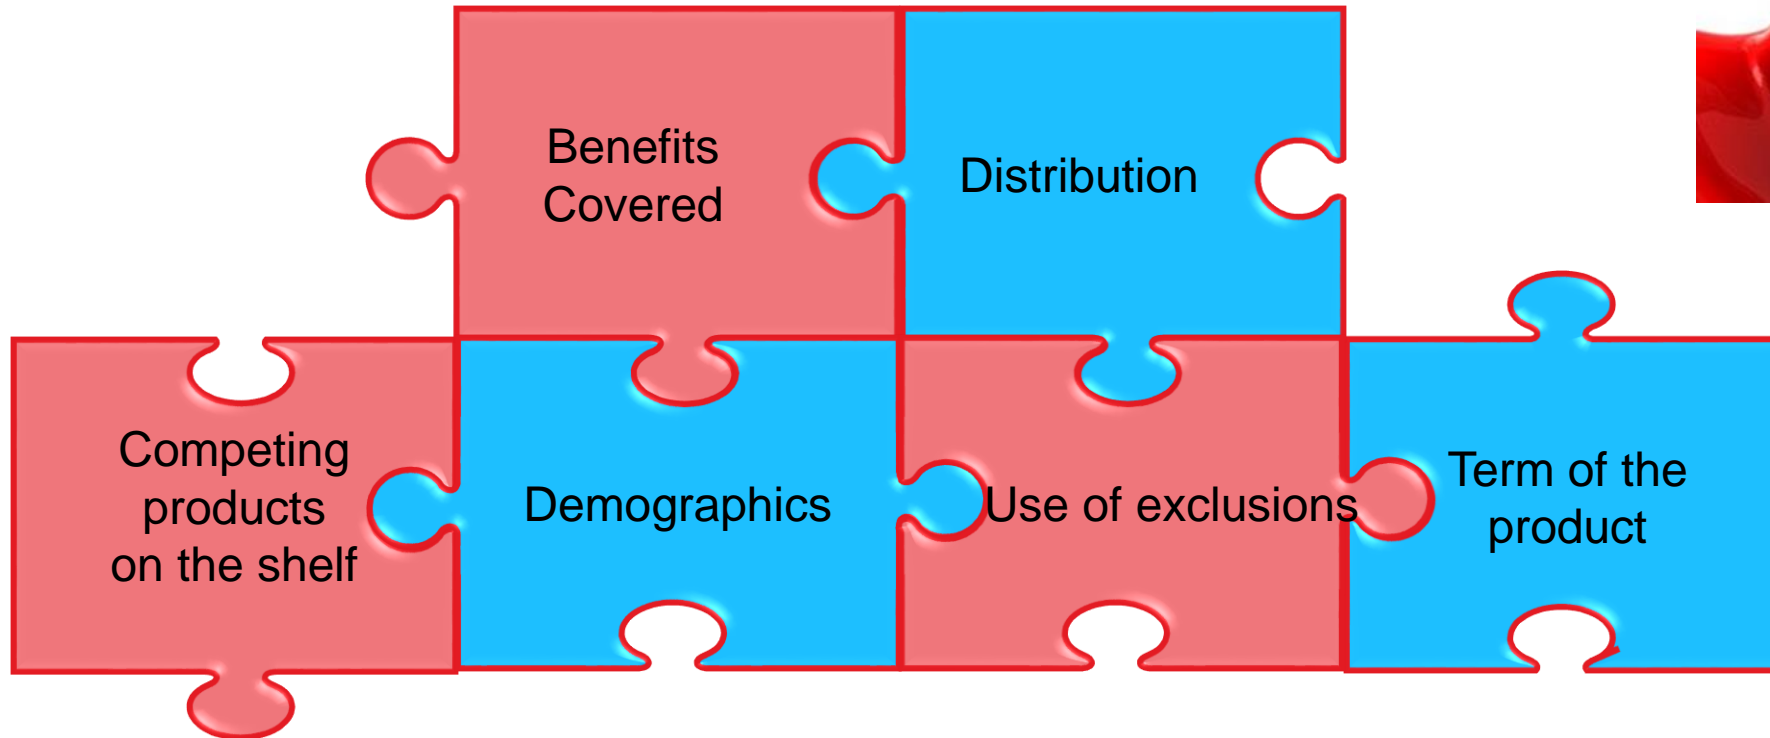 Benefits
Covered
Distribution
Competing
products
on the shelf
Demographics
Use of exclusions
Term of the
product